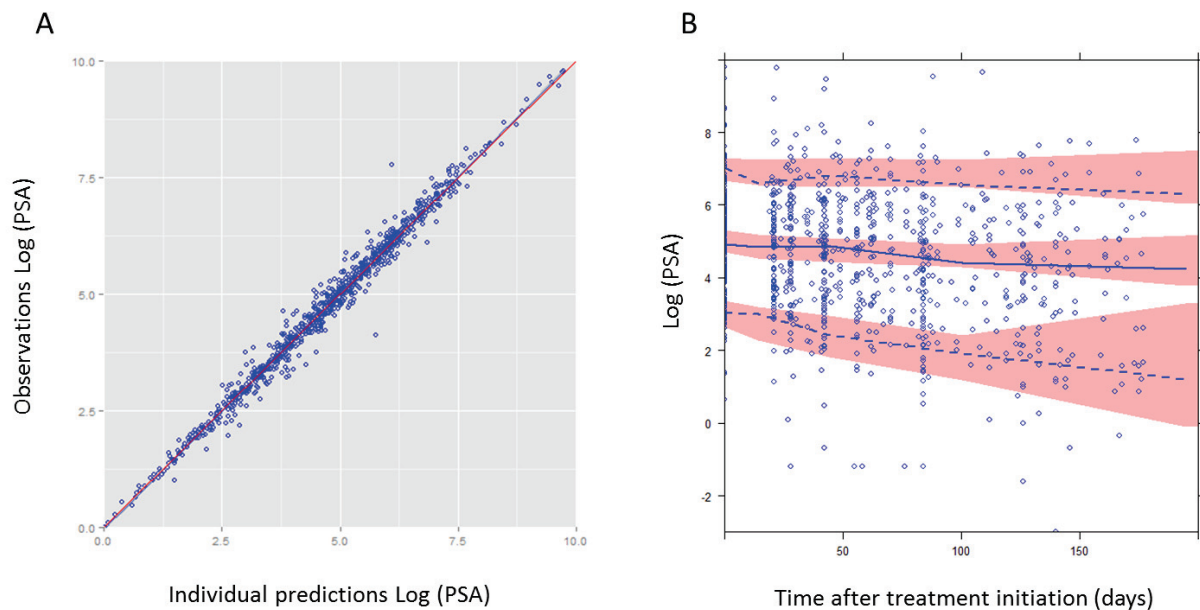 A
10.0
7.5
5.0
2.5
0.0
0.0 2.5 5.0 7.5 10.0
Observations Log (PSA)
Individual predictions Log (PSA)
B
8
6
4
2
0
-2
50 100 150
Log (PSA)
Time after treatment initiation (days)